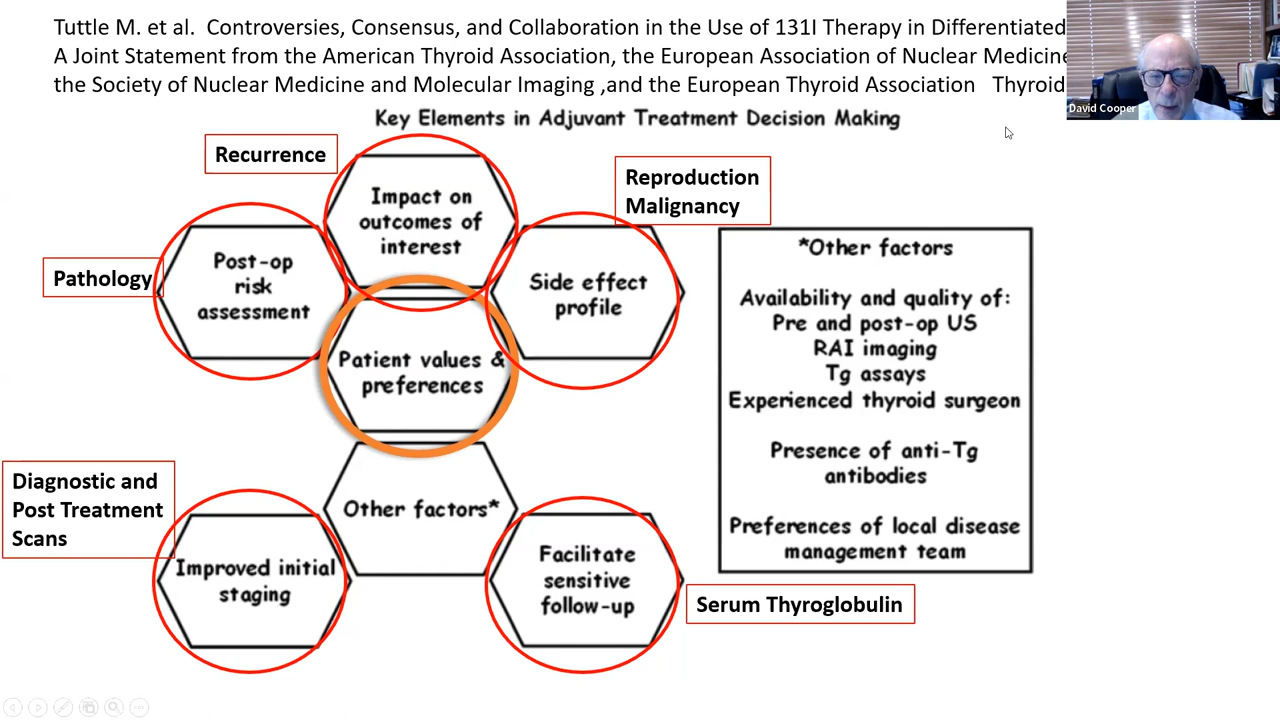 Tuttle M. et al.  Controversies, Consensus, and Collaboration in the Use of 131I Therapy in Differentiated
A Joint Statement from the American Thyroid Association, the European Association of Nuclear Medicine
the Society of Nuclear Medicine and Molecular Imaging ,and the European Thyroid Association   Thyroid
David Cooper
Key Elements in Adjuvant Treatment Decision Making
Recurrence
Impact on
outcomes of
interest
Reproduction
Malignancy
Pathology
Post-op
risk
assessment
Side effect
profile
Patient values &
preferences
*Other factors
Availability and quality of:
Pre and post-op US
RAI imaging
Tg assays
Experienced thyroid surgeon
Presence of anti-Tg
antibodies
Preferences of local disease
management team
Diagnostic and
Post Treatment
Scans
Other factors*
Improved initial
staging
Facilitate
sensitive
follow-up
Serum Thyroglobulin